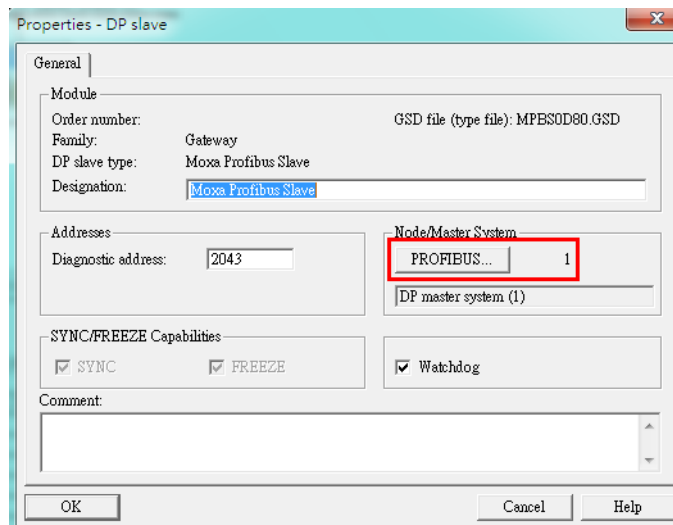 Properties - DP slave
General
Module
Order number:
GSD file (type file): MPBS0D80.GSD
Family: Gateway
DP slave type: Moxa Profibus Slave
Designation: Moxa Profibus Slave
Addresses
Diagnostic address: 2043
Node/Master System
PROFIBUS... 1
DP master system (1)
SYNC/FREEZE Capabilities
SYNC FREEZE
Watchdog
Comment:
OK Cancel Help